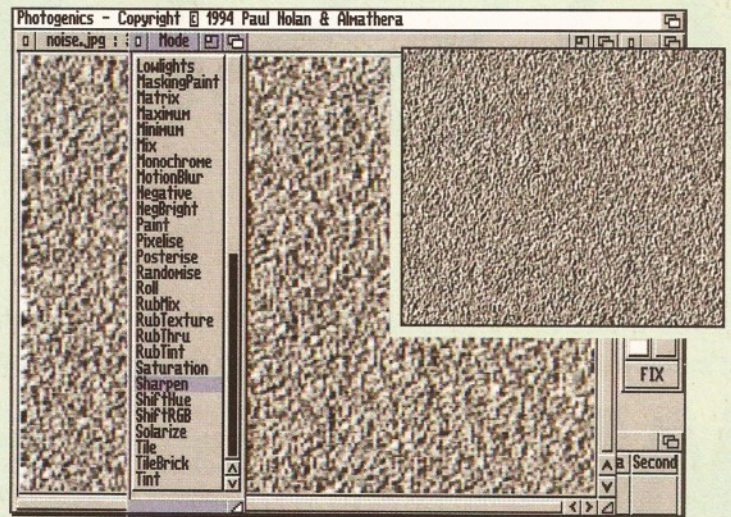 Photogenics - Copyright © 1994 Paul Nolan & Almathera
noise.jpg :
Mode
Lowlights
MaskingPaint
Matrix
Maximum
Minimum
Mix
Monochrome
MotionBlur
Negative
NegBright
Paint
Pixelise
Posterise
Randomise
Roll
RubMix
RubTexture
RubThru
RubTint
Saturation
Sharpen
ShiftHue
ShiftRGB
Solarize
Tile
TileBrick
Tint
FIX
a Second